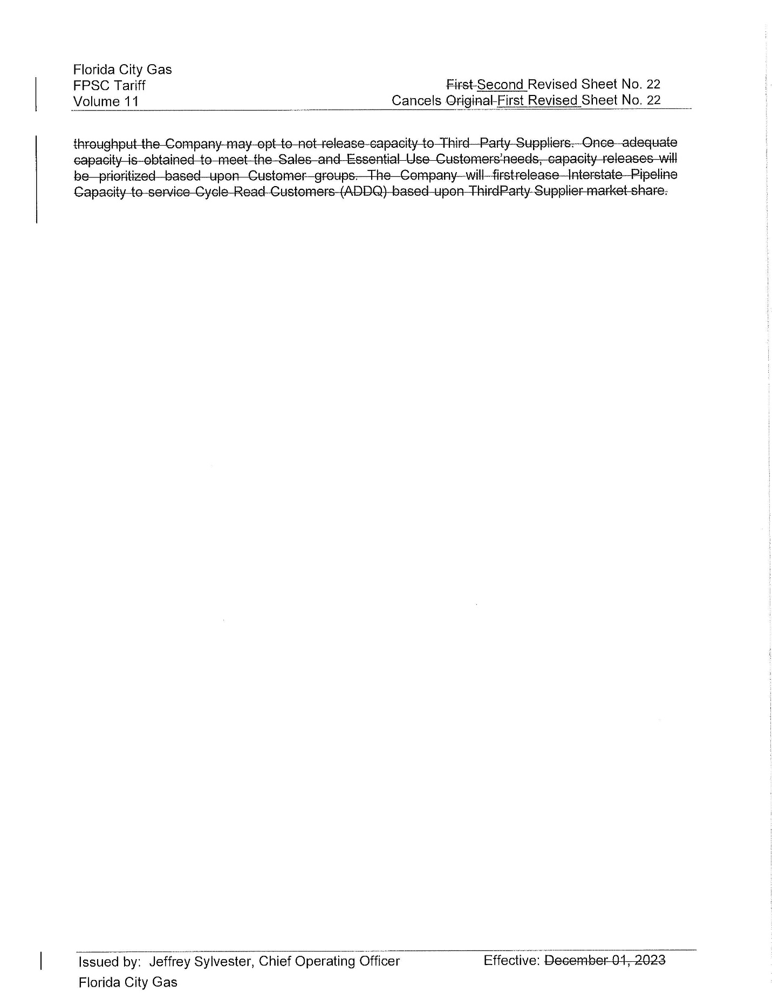 Florida City Gas
FPSC Tariff
First Second Revised Sheet No. 22
Volume 11
Cancels Original First Revised Sheet No. 22
throughput the Company may opt to not release capacity to Third Party Suppliers. Once adequate
capacity is obtained to meet the Sales and Essential Use Customers'needs, capacity releases will
be prioritized based upon Customer groups. The Company will firstrelease Interstate Pipeline
Capacity to service Cycle Read Customers (ADDQ) based upon ThirdParty Supplier market share.
Issued by: Jeffrey Sylvester, Chief Operating Officer
Effective: December 01, 2023
Florida City Gas